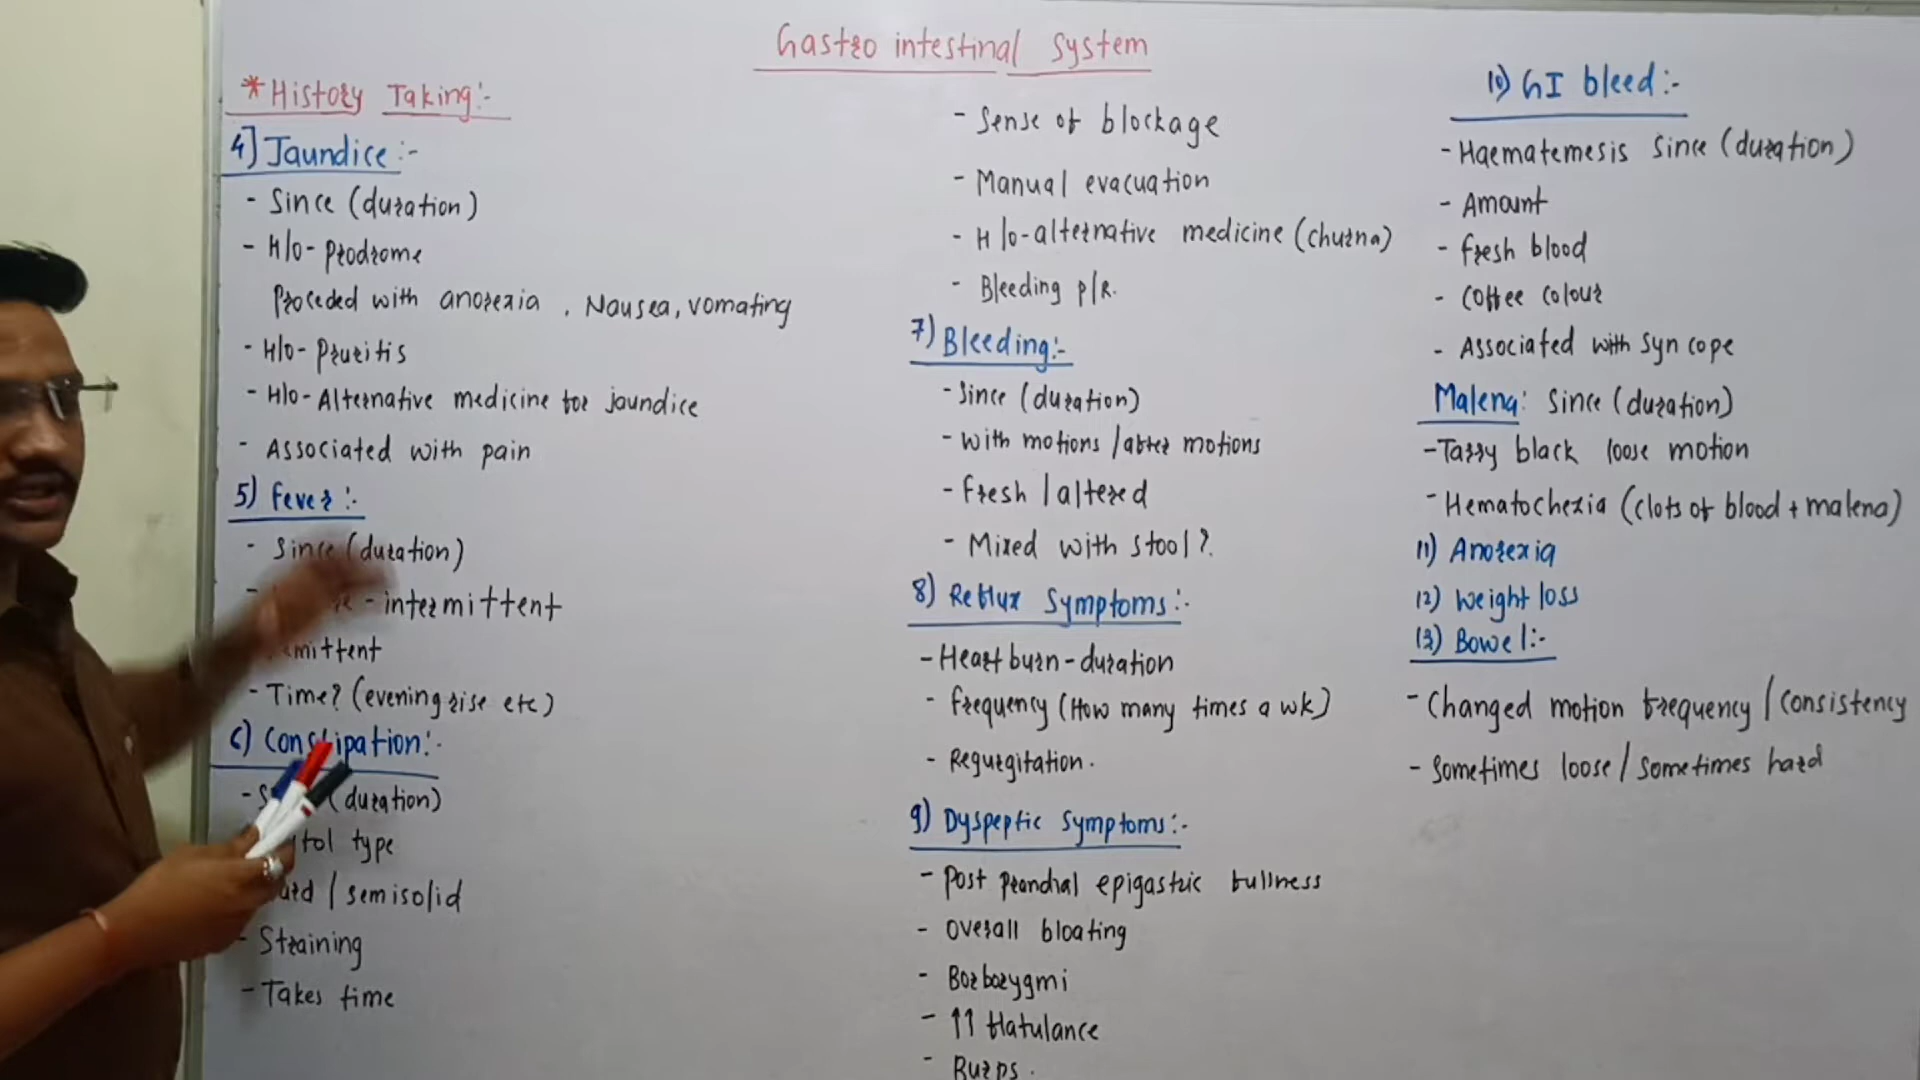 Gastro intestinal System
*History Taking:-
4] Jaundice:-
- Since (duration)
- H/o- Prodrome
Proceded with anorexia, Nausea, vomating
- H/o- Pruritis
- H/o- Alternative medicine for jaundice
- Associated with pain
5) Fever:-
- Since (duration)
- intermittent
- Time? (evening rise etc)
6) Constipation:-
- (duration)
type
/ semisolid
- Straining
- Takes time
- Sense of blockage
- Manual evacuation
- H/o-alternative medicine (churna)
- Bleeding P/R.
7) Bleeding:-
- Since (duration)
- With motions / after motions
- Fresh / altered
- Mixed with stool?
8) Reflux Symptoms:-
- Heart burn-duration
- Frequency (How many times a wk)
- Regurgitation.
9) Dyspeptic Symptoms:-
- Post prandial epigastric fullness
- Overall bloating
- Borborygmi
- ↑↑ flatulance
- Burps.
10) GI bleed:-
- Haematemesis since (duration)
- Amount
- Fresh blood
- Coffee colour
- Associated with syncope
Malena: Since (duration)
- Tarry black loose motion
- Hematochezia (clots of blood + malena)
11) Anorexia
12) Weight loss
13) Bowel:-
- Changed motion frequency / consistency
- Sometimes loose / sometimes hard